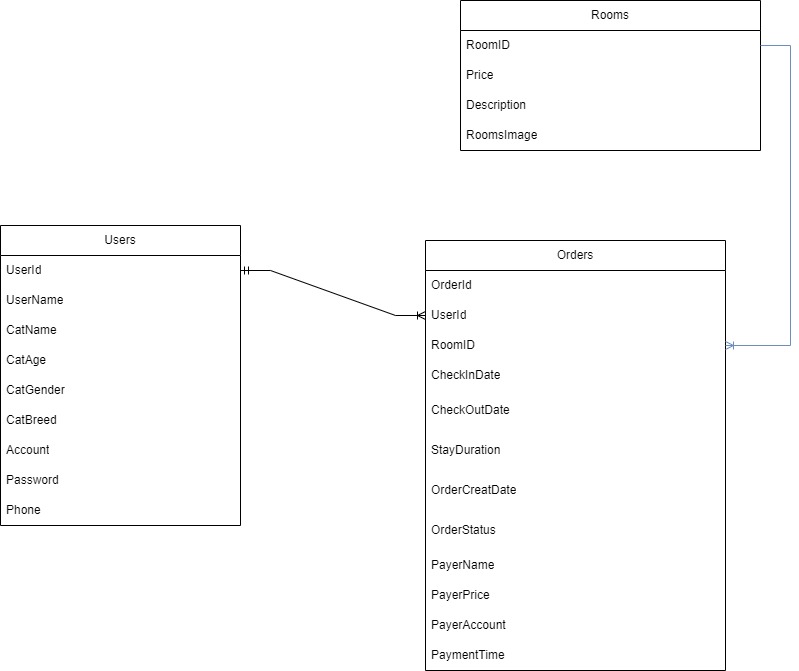 Rooms
RoomID
Price
Description
RoomsImage
Users
UserId
UserName
CatName
CatAge
CatGender
CatBreed
Account
Password
Phone
Orders
OrderId
UserId
RoomID
CheckInDate
CheckOutDate
StayDuration
OrderCreatDate
OrderStatus
PayerName
PayerPrice
PayerAccount
PaymentTime